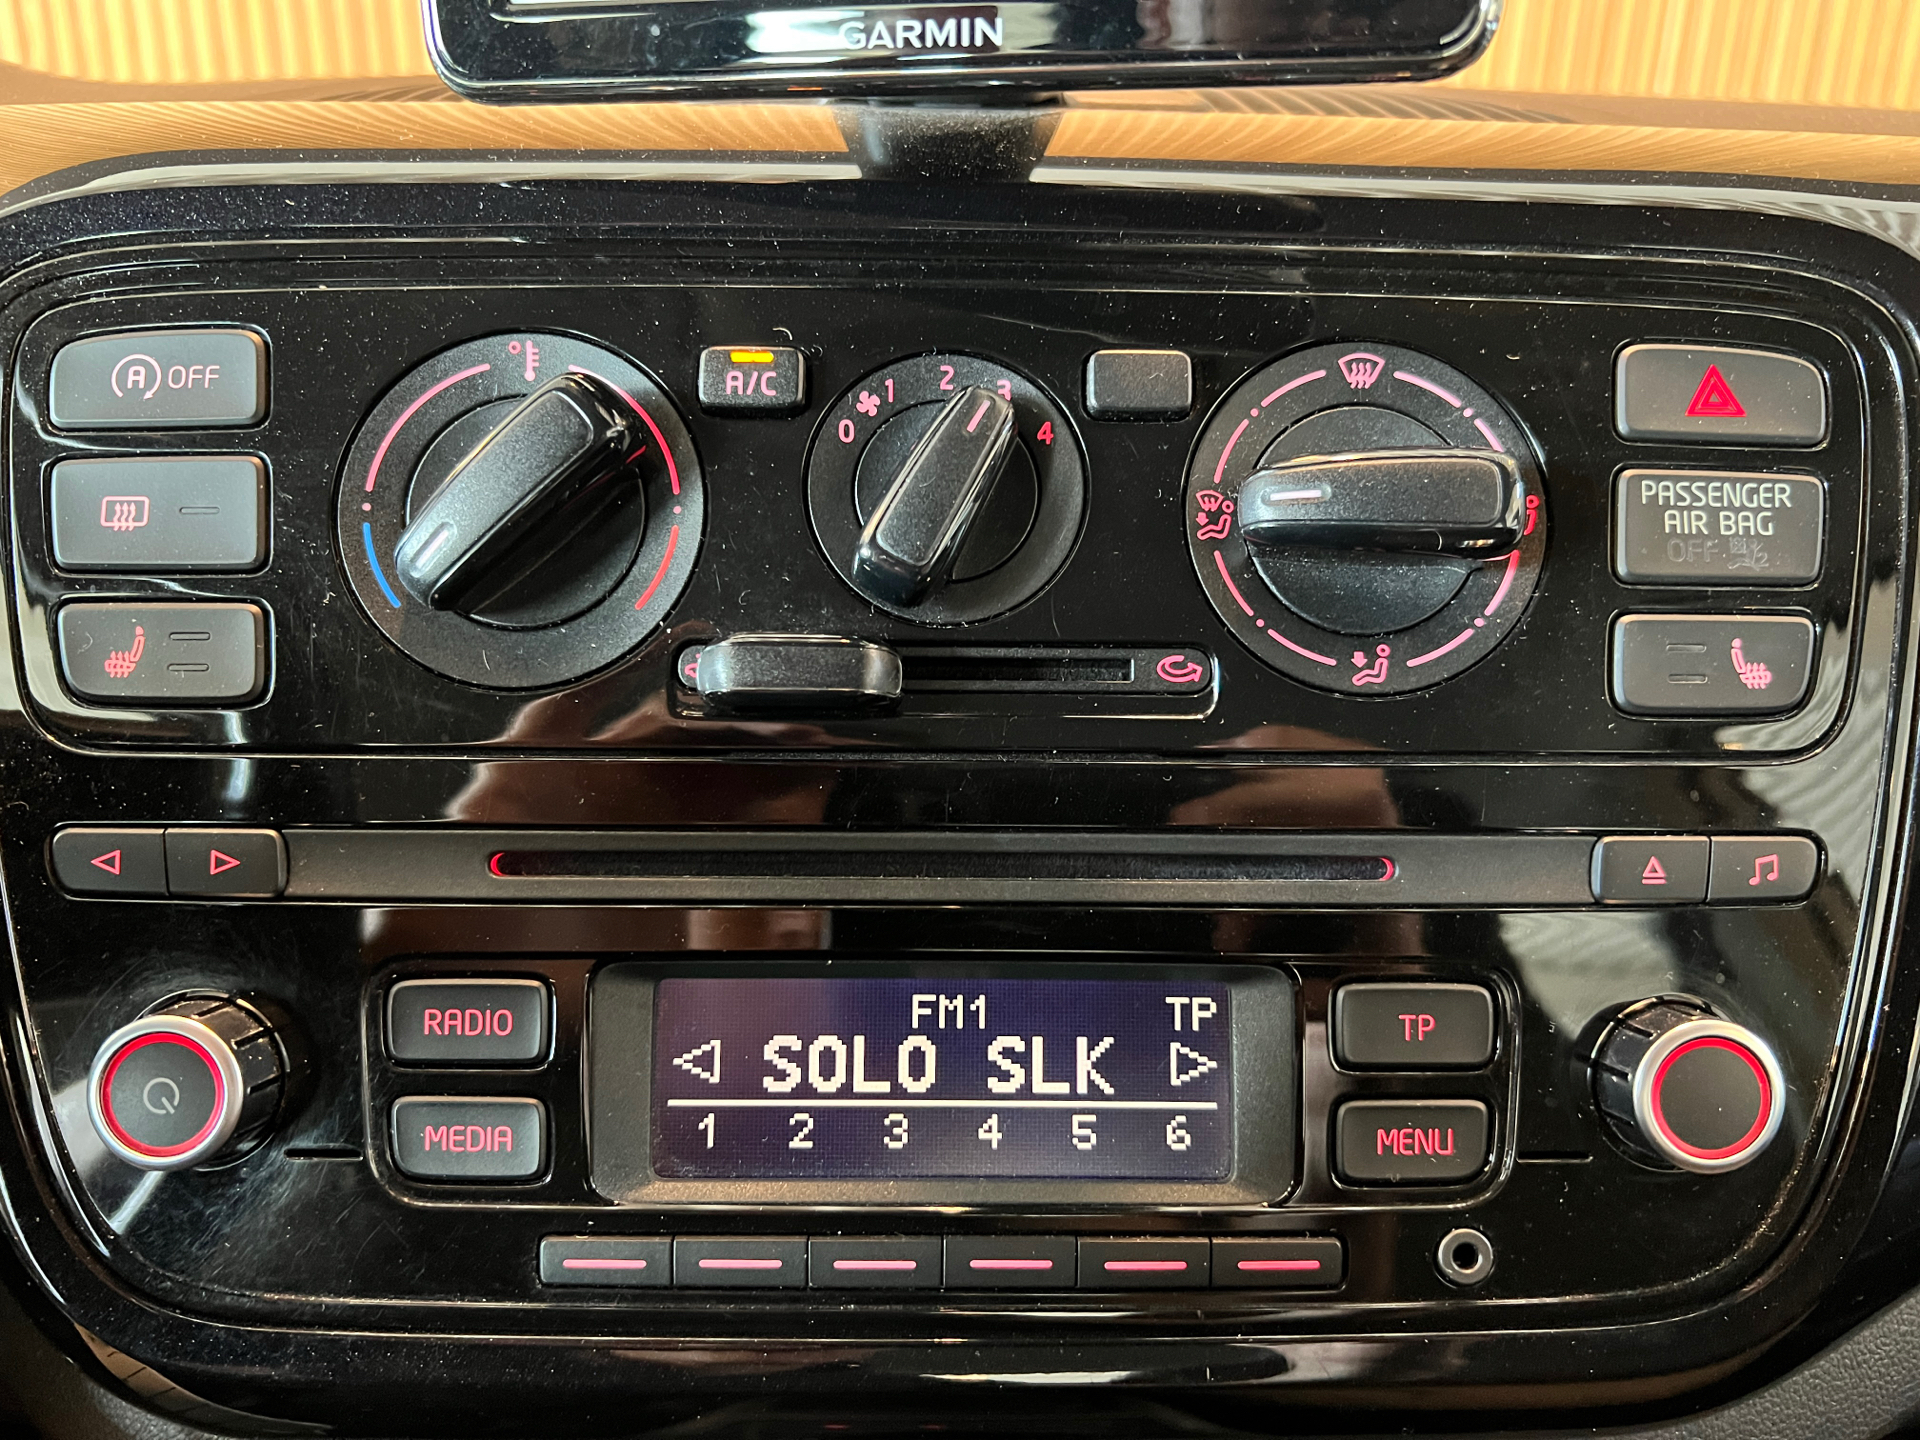 GARMIN
A OFF
A/C
0 1 2 3 4
PASSENGER
AIR BAG
OFF
RADIO
MEDIA
FM1 TP
SOLO SLK
1 2 3 4 5 6
TP
MENU